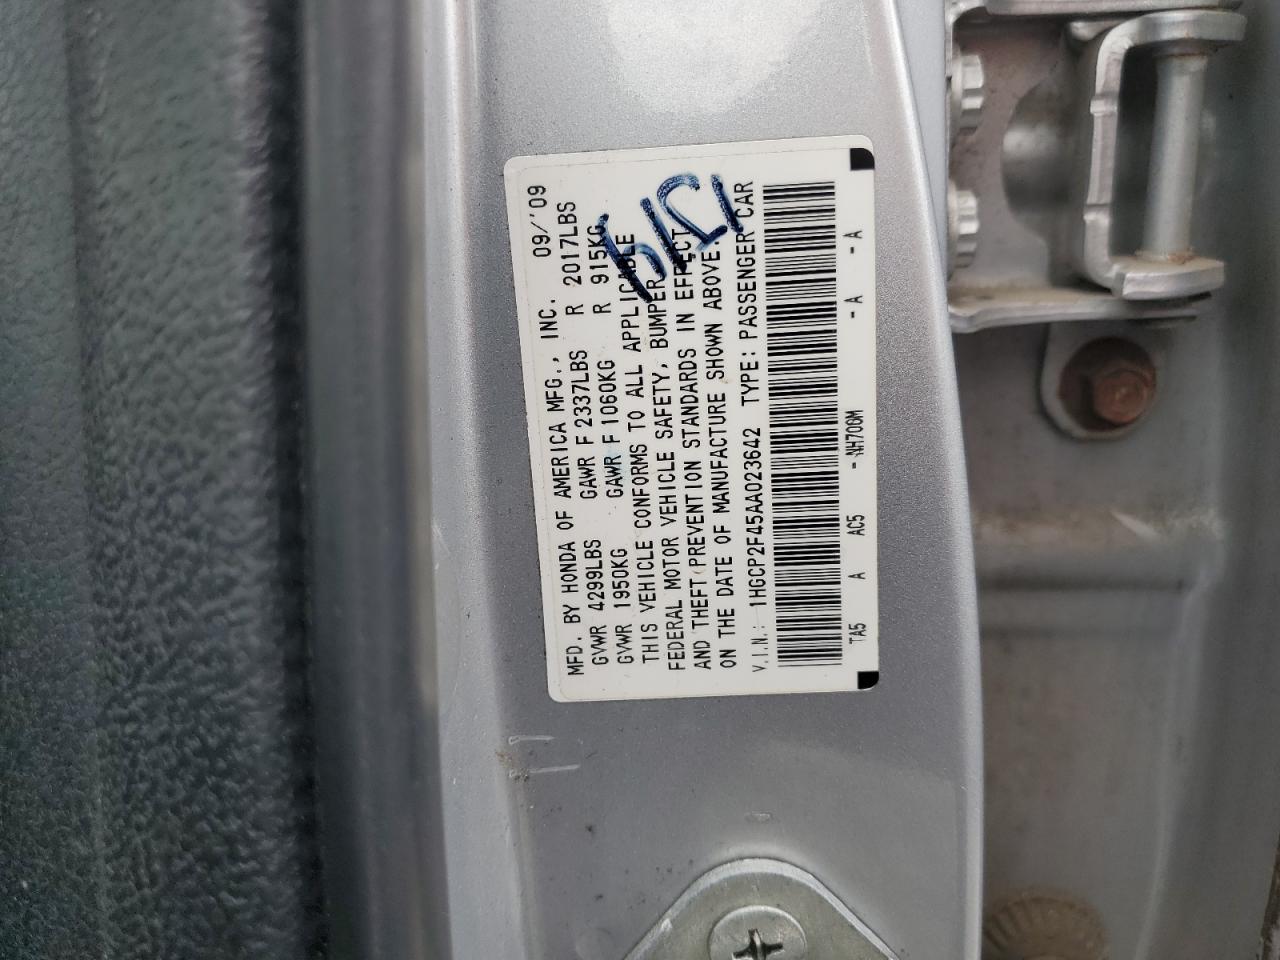 MFD. BY HONDA OF AMERICA MFG., INC. 09/'09
GVWR 4299LBS GAWR F 2337LBS R 2017LBS
GVWR 1950KG GAWR F 1060KG R 915KG
THIS VEHICLE CONFORMS TO ALL APPLICABLE
FEDERAL MOTOR VEHICLE SAFETY, BUMPER
AND THEFT PREVENTION STANDARDS IN EFFECT
ON THE DATE OF MANUFACTURE SHOWN ABOVE.
V.I.N.: 1HGCP2F45AA023642 TYPE: PASSENGER CAR
TA5 A AC5 - NH700M - A - A